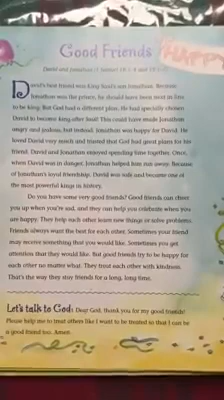 Good Friends
HAPPY
David and Jonathan (1 Samuel
David's best friend was King Saul's son Jonathan. Because
Jonathan was the prince, he should have been next in line
to be king. But God had a different plan. He had specially chosen
David to become king after Saul! This could have made Jonathan
angry and jealous, but instead, Jonathan was happy for David. He
loved David very much and trusted that God had great plans for his
friend. David and Jonathan enjoyed spending time together. Once,
when David was in danger, Jonathan helped him run away. Because
of Jonathan's loyal friendship, David was safe and became one of
the most powerful kings in history.
Do you have some very good friends? Good friends can cheer
you up when you're sad, and they can help you celebrate when you
are happy. They help each other learn new things or solve problems.
Friends always want the best for each other. Sometimes your friend
may receive something that you would like. Sometimes you get
attention that they would like. But good friends try to be happy for
each other no matter what. They treat each other with kindness.
That's the way they stay friends for a long, long time.
Let's talk to God: Dear God, thank you for my good friends!
Please help me to treat others like I want to be treated so that I can be
a good friend too. Amen.